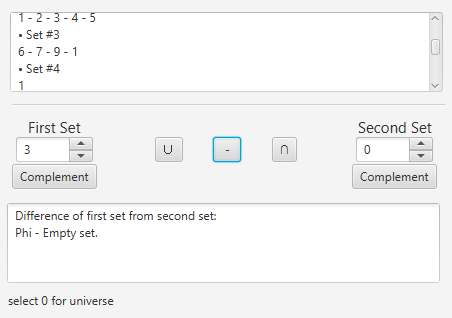 1 - 2 - 3 - 4 - 5
• Set #3
6 - 7 - 9 - 1
• Set #4
1
First Set
Second Set
3
∪
-
∩
0
Complement
Complement
Difference of first set from second set:
Phi - Empty set.
select 0 for universe